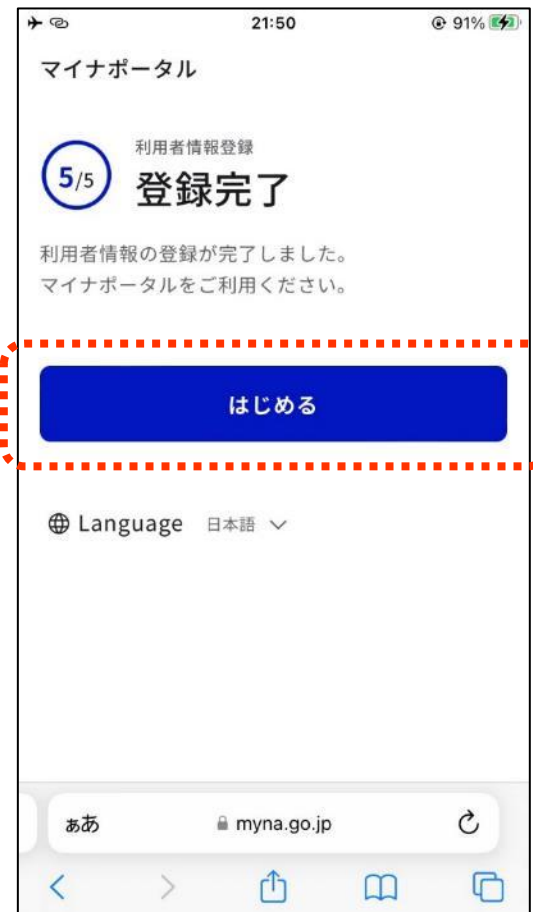 21:50
91%
マイナポータル
利用者情報登録
5/5
登録完了
利用者情報の登録が完了しました。
マイナポータルをご利用ください。
はじめる
Language 日本語
ぁあ myna.go.jp